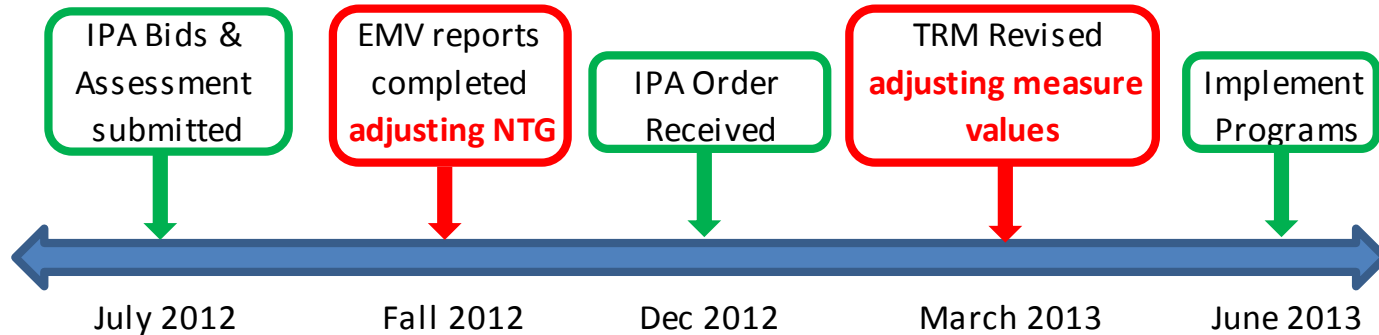 IPA Bids &
Assessment
submitted
EMV reports
completed
adjusting NTG
IPA Order
Received
TRM Revised
adjusting measure
values
Implement
Programs
July 2012
Fall 2012
Dec 2012
March 2013
June 2013